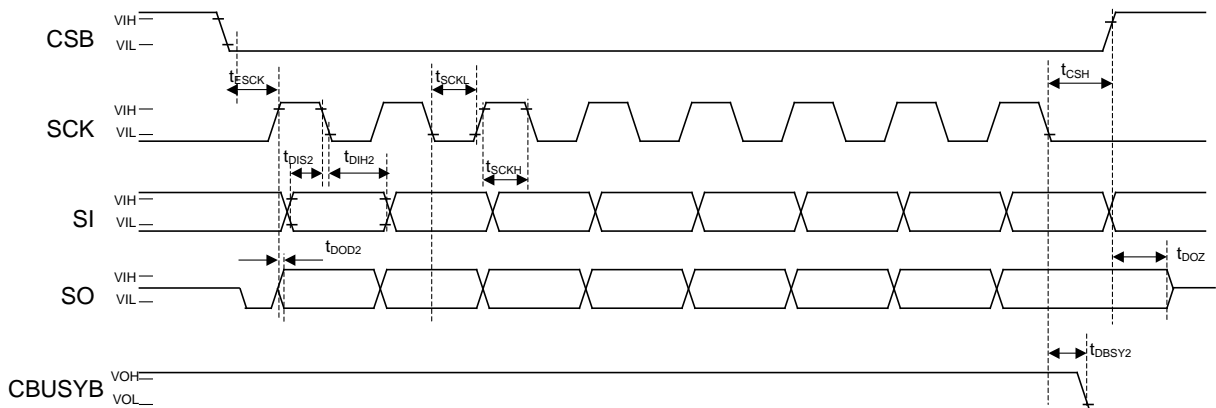 CSB
VIH
VIL
tESCK
tSCKL
tCSH
SCK
VIH
VIL
tDIS2
tDIH2
tSCKH
SI
VIH
VIL
tDOD2
tDOZ
SO
VIH
VIL
tDBSY2
CBUSYB
VOH
VOL